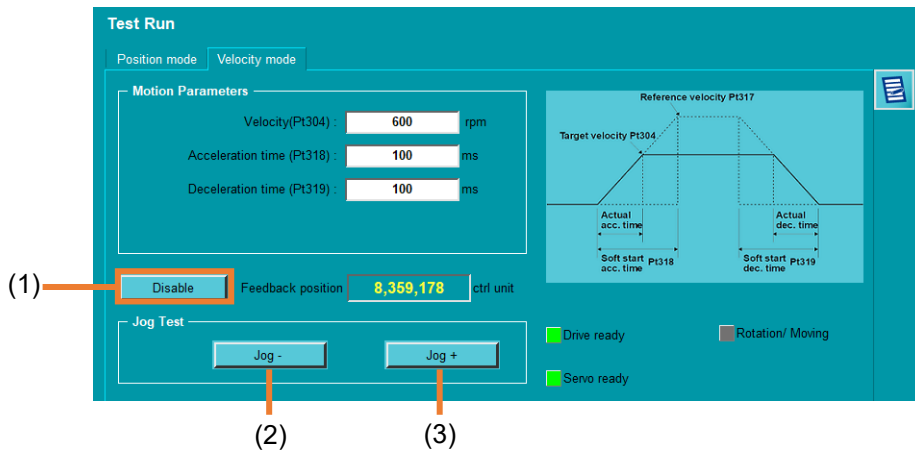 Test Run
Position mode
Velocity mode
Motion Parameters
Velocity(Pt304) : 600 rpm
Acceleration time (Pt318) : 100 ms
Deceleration time (Pt319) : 100 ms
Reference velocity Pt317
Target velocity Pt304
Actual
acc. time
Actual
dec. time
Soft start
acc. time
Pt318
Soft start
dec. time
Pt319
(1)
Disable
Feedback position 8,359,178 ctrl unit
Jog Test
Jog -
Jog +
Drive ready
Rotation/ Moving
Servo ready
(2)
(3)